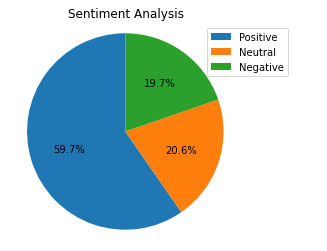 Sentiment Analysis
Positive
Neutral
Negative
19.7%
59.7%
20.6%